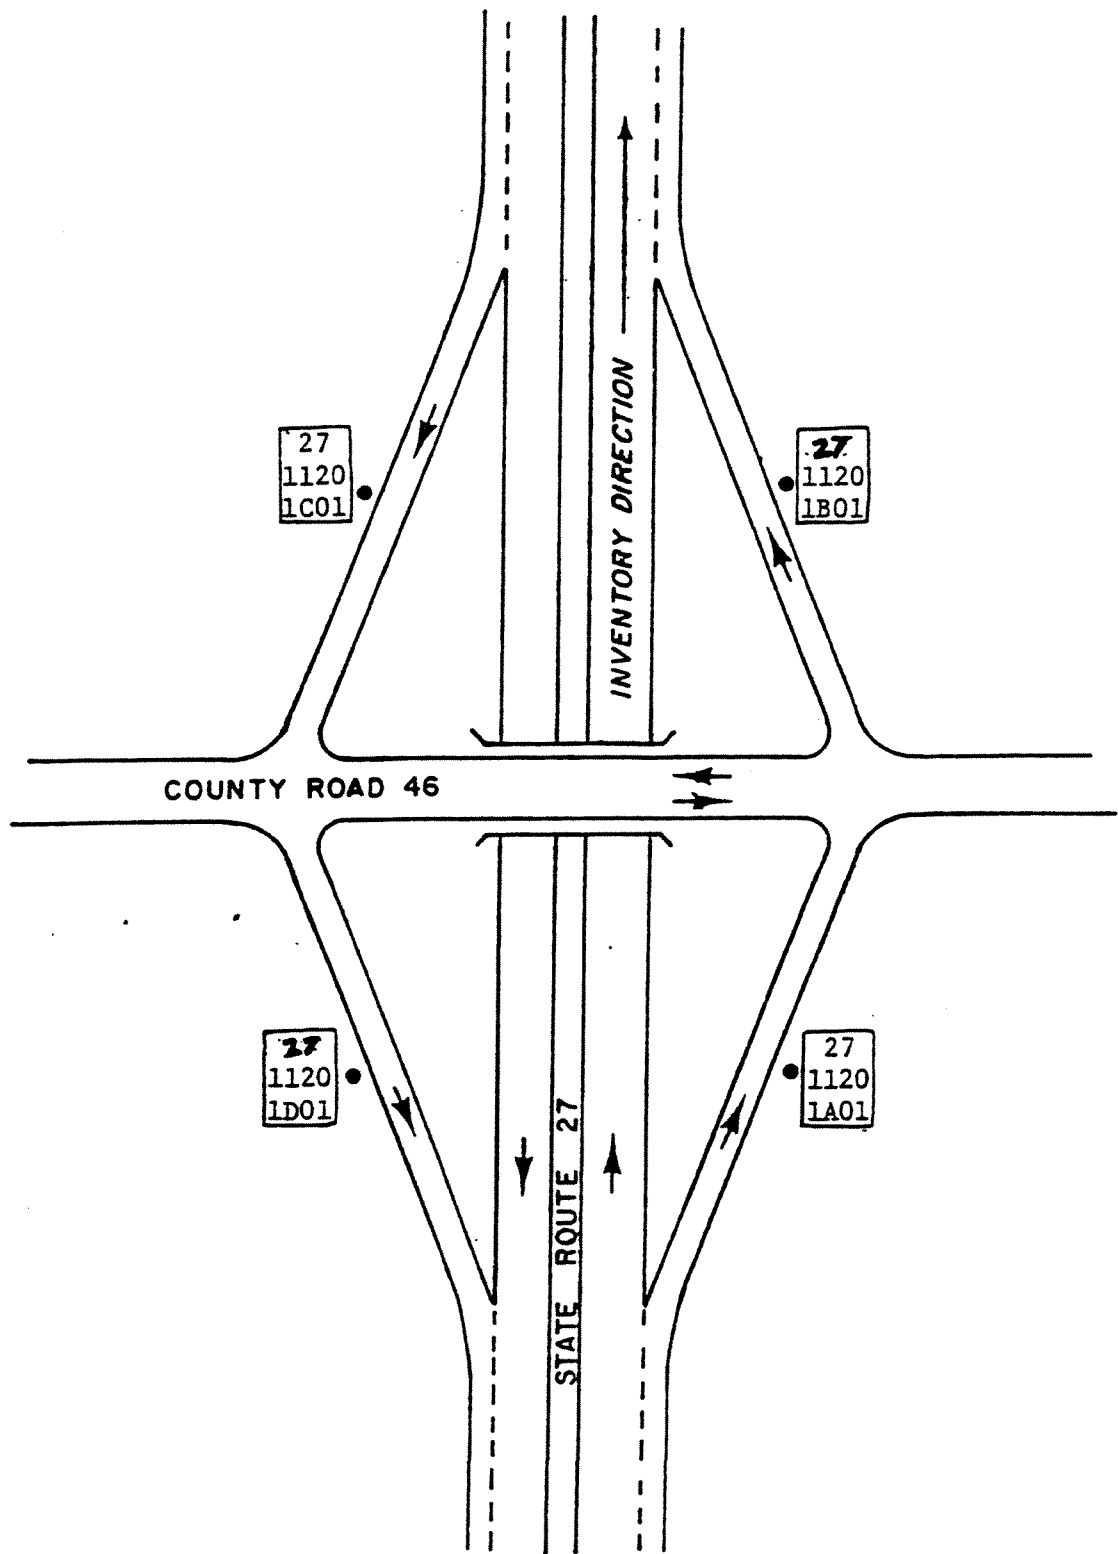 INVENTORY DIRECTION
27
1120
1C01
27
1120
1B01
COUNTY ROAD 46
27
1120
1D01
27
1120
1A01
STATE ROUTE 27